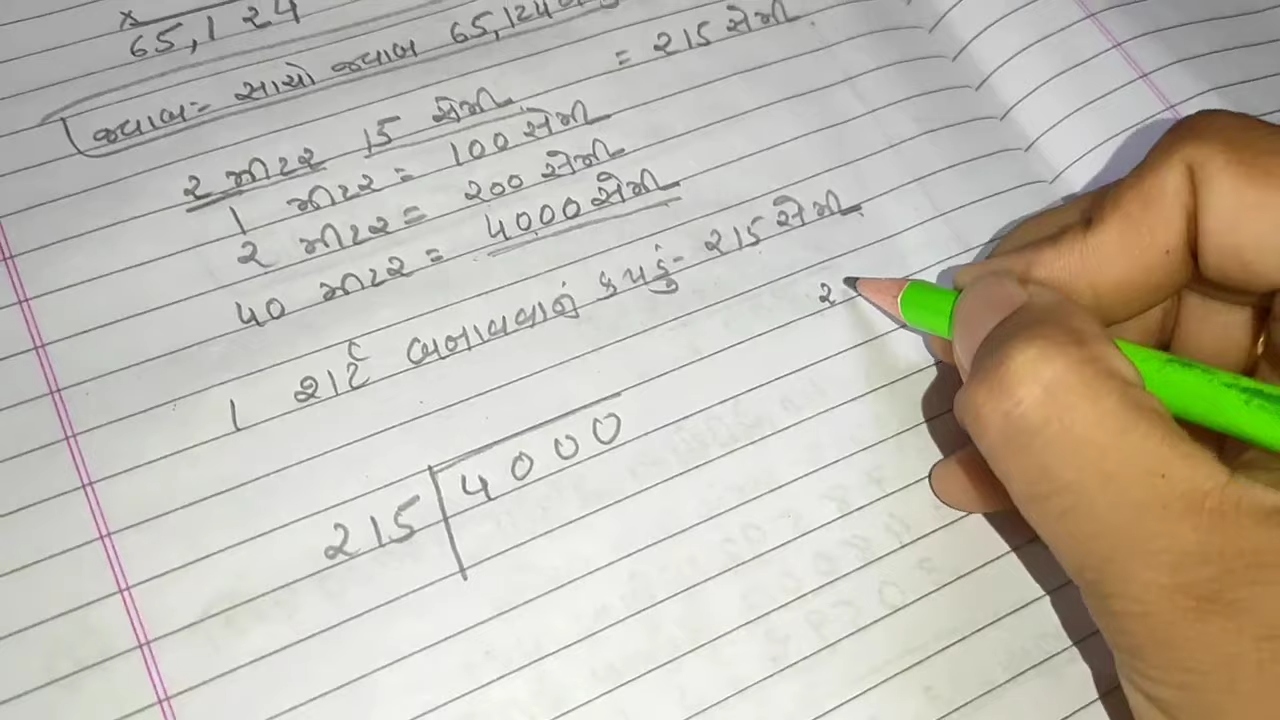 x
65,124
જવાબ:- સાચો જવાબ 65,124
2 મીટર 15 સેમી = 215 સેમી
1 મીટર = 100 સેમી
2 મીટર = 200 સેમી
40 મીટર = 4000 સેમી
1 શર્ટ બનાવવાનું કપડું- 215 સેમી
2
215 4000